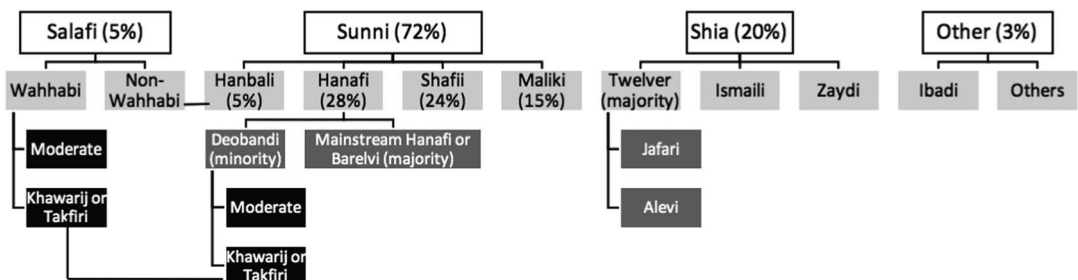 Salafi (5%)
Sunni (72%)
Shia (20%)
Other (3%)
Wahhabi
Non-
Wahhabi
Hanbali
(5%)
Hanafi
(28%)
Shafii
(24%)
Maliki
(15%)
Twelver
(majority)
Ismaili
Zaydi
Ibadi
Others
Moderate
Khawarij or
Takfiri
Deobandi
(minority)
Mainstream Hanafi or
Barelvi (majority)
Moderate
Khawarij or
Takfiri
Jafari
Alevi